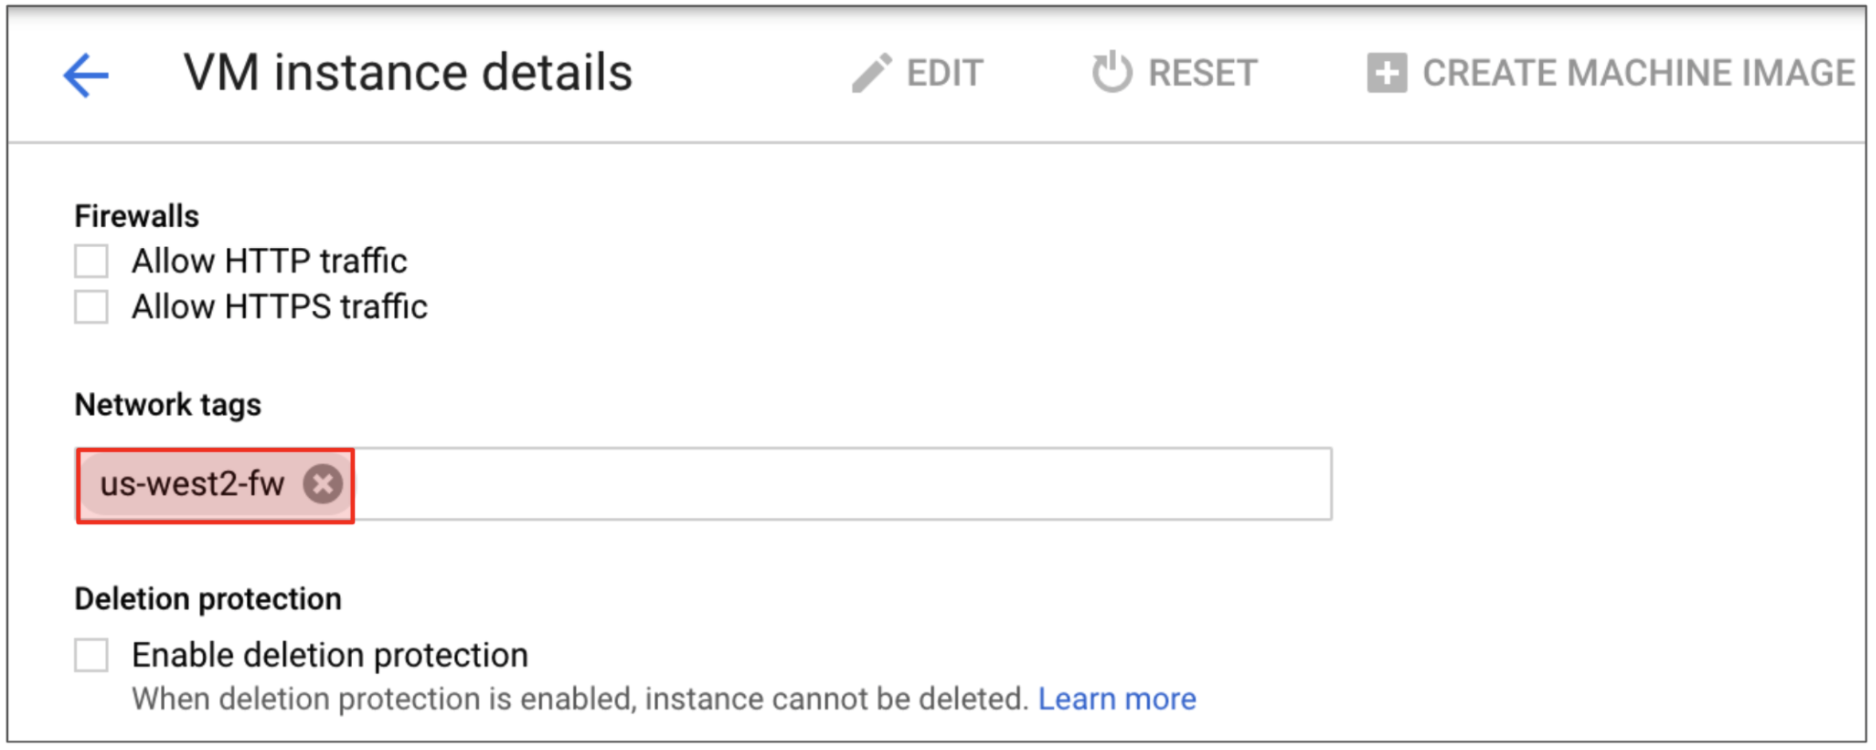 VM instance details EDIT RESET CREATE MACHINE IMAGE
Firewalls
Allow HTTP traffic
Allow HTTPS traffic
Network tags
us-west2-fw
Deletion protection
Enable deletion protection
When deletion protection is enabled, instance cannot be deleted. Learn more